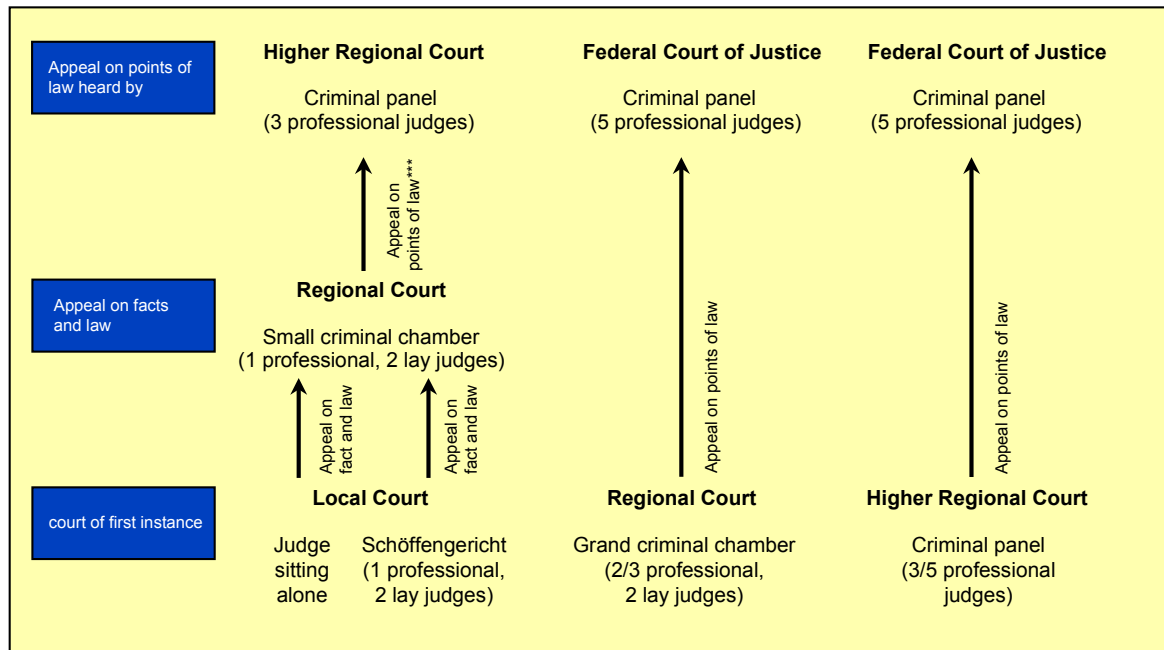 Appeal on points of
law heard by
Higher Regional Court
Criminal panel
(3 professional judges)
Federal Court of Justice
Criminal panel
(5 professional judges)
Federal Court of Justice
Criminal panel
(5 professional judges)
Appeal on
points of law***
Appeal on facts
and law
Regional Court
Small criminal chamber
(1 professional, 2 lay judges)
Appeal on
fact and law
Appeal on
fact and law
Appeal on points of law
Appeal on points of law
court of first instance
Local Court
Judge
sitting
alone
Schöffengericht
(1 professional,
2 lay judges)
Regional Court
Grand criminal chamber
(2/3 professional,
2 lay judges)
Higher Regional Court
Criminal panel
(3/5 professional
judges)